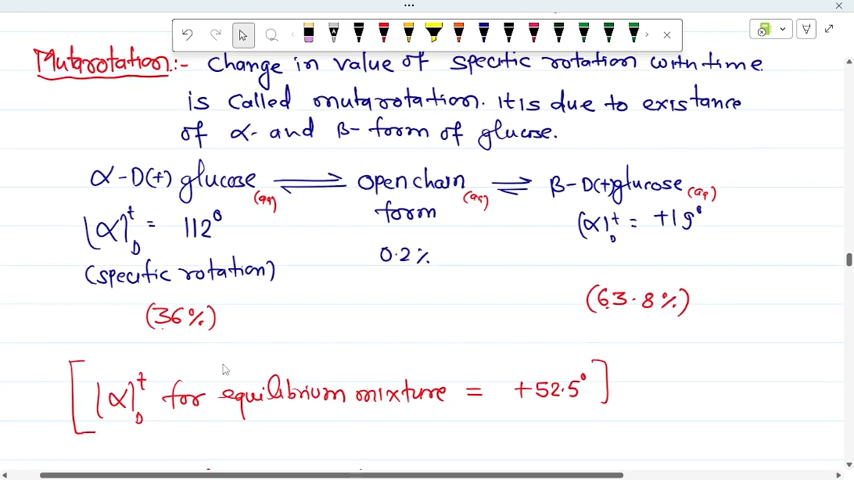 Mutarotation:- Change in value of specific rotation with time
is called mutarotation. It is due to existance
of α- and β-form of glucose.
α-D(+) glucose (aq) ⇌ open chain form (aq) ⇌ β-D(+)glucose (aq)
[α]ᵗD = 112° (α)ᵗD = +19°
(specific rotation) 0.2%
(36%) (63.8%)
[ [α]ᵗD for equilibrium mixture = +52.5° ]